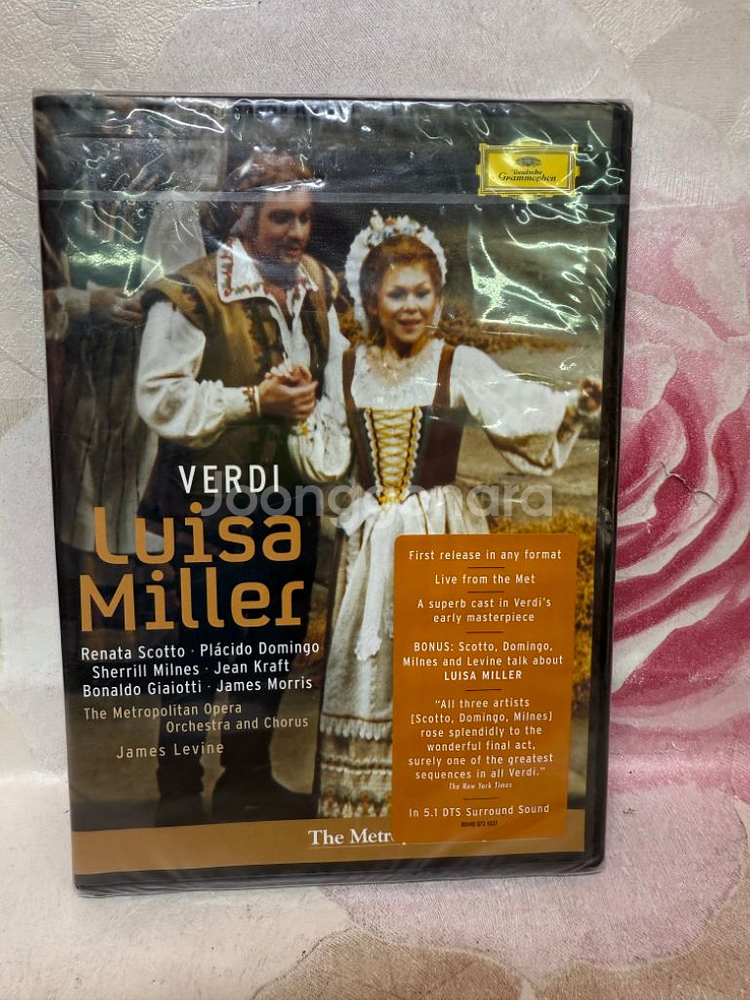 Deutsche
Grammophon
VERDI
Joonggonara
Luisa
Miller
Renata Scotto · Plácido Domingo
Sherrill Milnes · Jean Kraft
Bonaldo Giaiotti · James Morris
The Metropolitan Opera
Orchestra and Chorus
James Levine
First release in any format
Live from the Met
A superb cast in Verdi's
early masterpiece
BONUS: Scotto, Domingo,
Milnes and Levine talk about
LUISA MILLER
"All three artists
[Scotto, Domingo, Milnes]
rose splendidly to the
wonderful final act,
surely one of the greatest
sequences in all Verdi."
The New York Times
In 5.1 DTS Surround Sound
The Metr